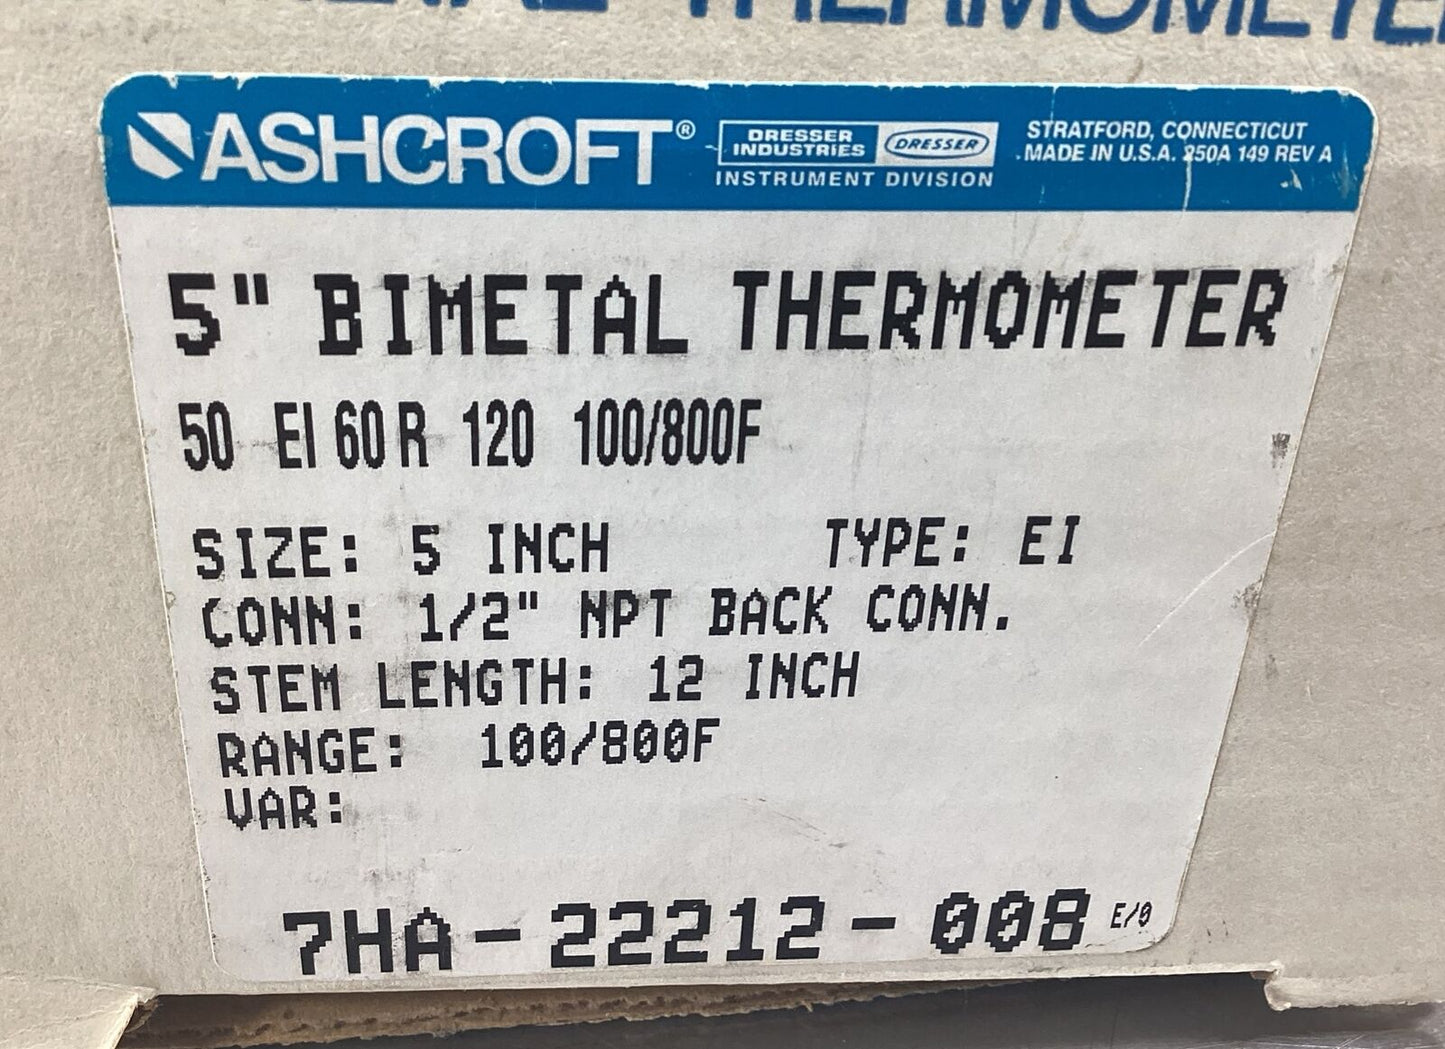 THERMOMETER
ASHCROFT®
DRESSER INDUSTRIES
DRESSER
INSTRUMENT DIVISION
STRATFORD, CONNECTICUT
MADE IN U.S.A. 250A 149 REV A
5" BIMETAL THERMOMETER
50 EI 60 R 120 100/800F
SIZE: 5 INCH TYPE: EI
CONN: 1/2" NPT BACK CONN.
STEM LENGTH: 12 INCH
RANGE: 100/800F
VAR:
7HA-22212-008 E/0